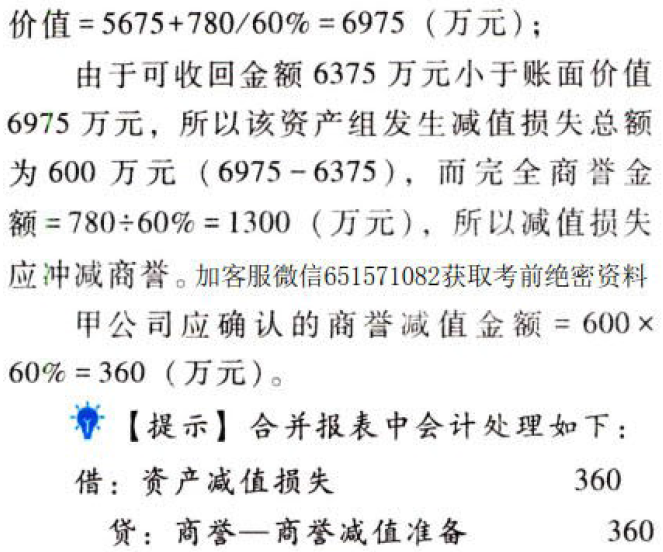 价值=5675+780/60%=6975（万元）；
由于可收回金额 6375 万元小于账面价值
6975 万元，所以该资产组发生减值损失总额
为 600 万元（6975-6375），而完全商誉金
额=780÷60%=1300（万元），所以减值损失
应冲减商誉。加客服微信651571082获取考前绝密资料
甲公司应确认的商誉减值金额=600×
60%=360（万元）。
【提示】合并报表中会计处理如下：
借：资产减值损失 360
贷：商誉—商誉减值准备 360